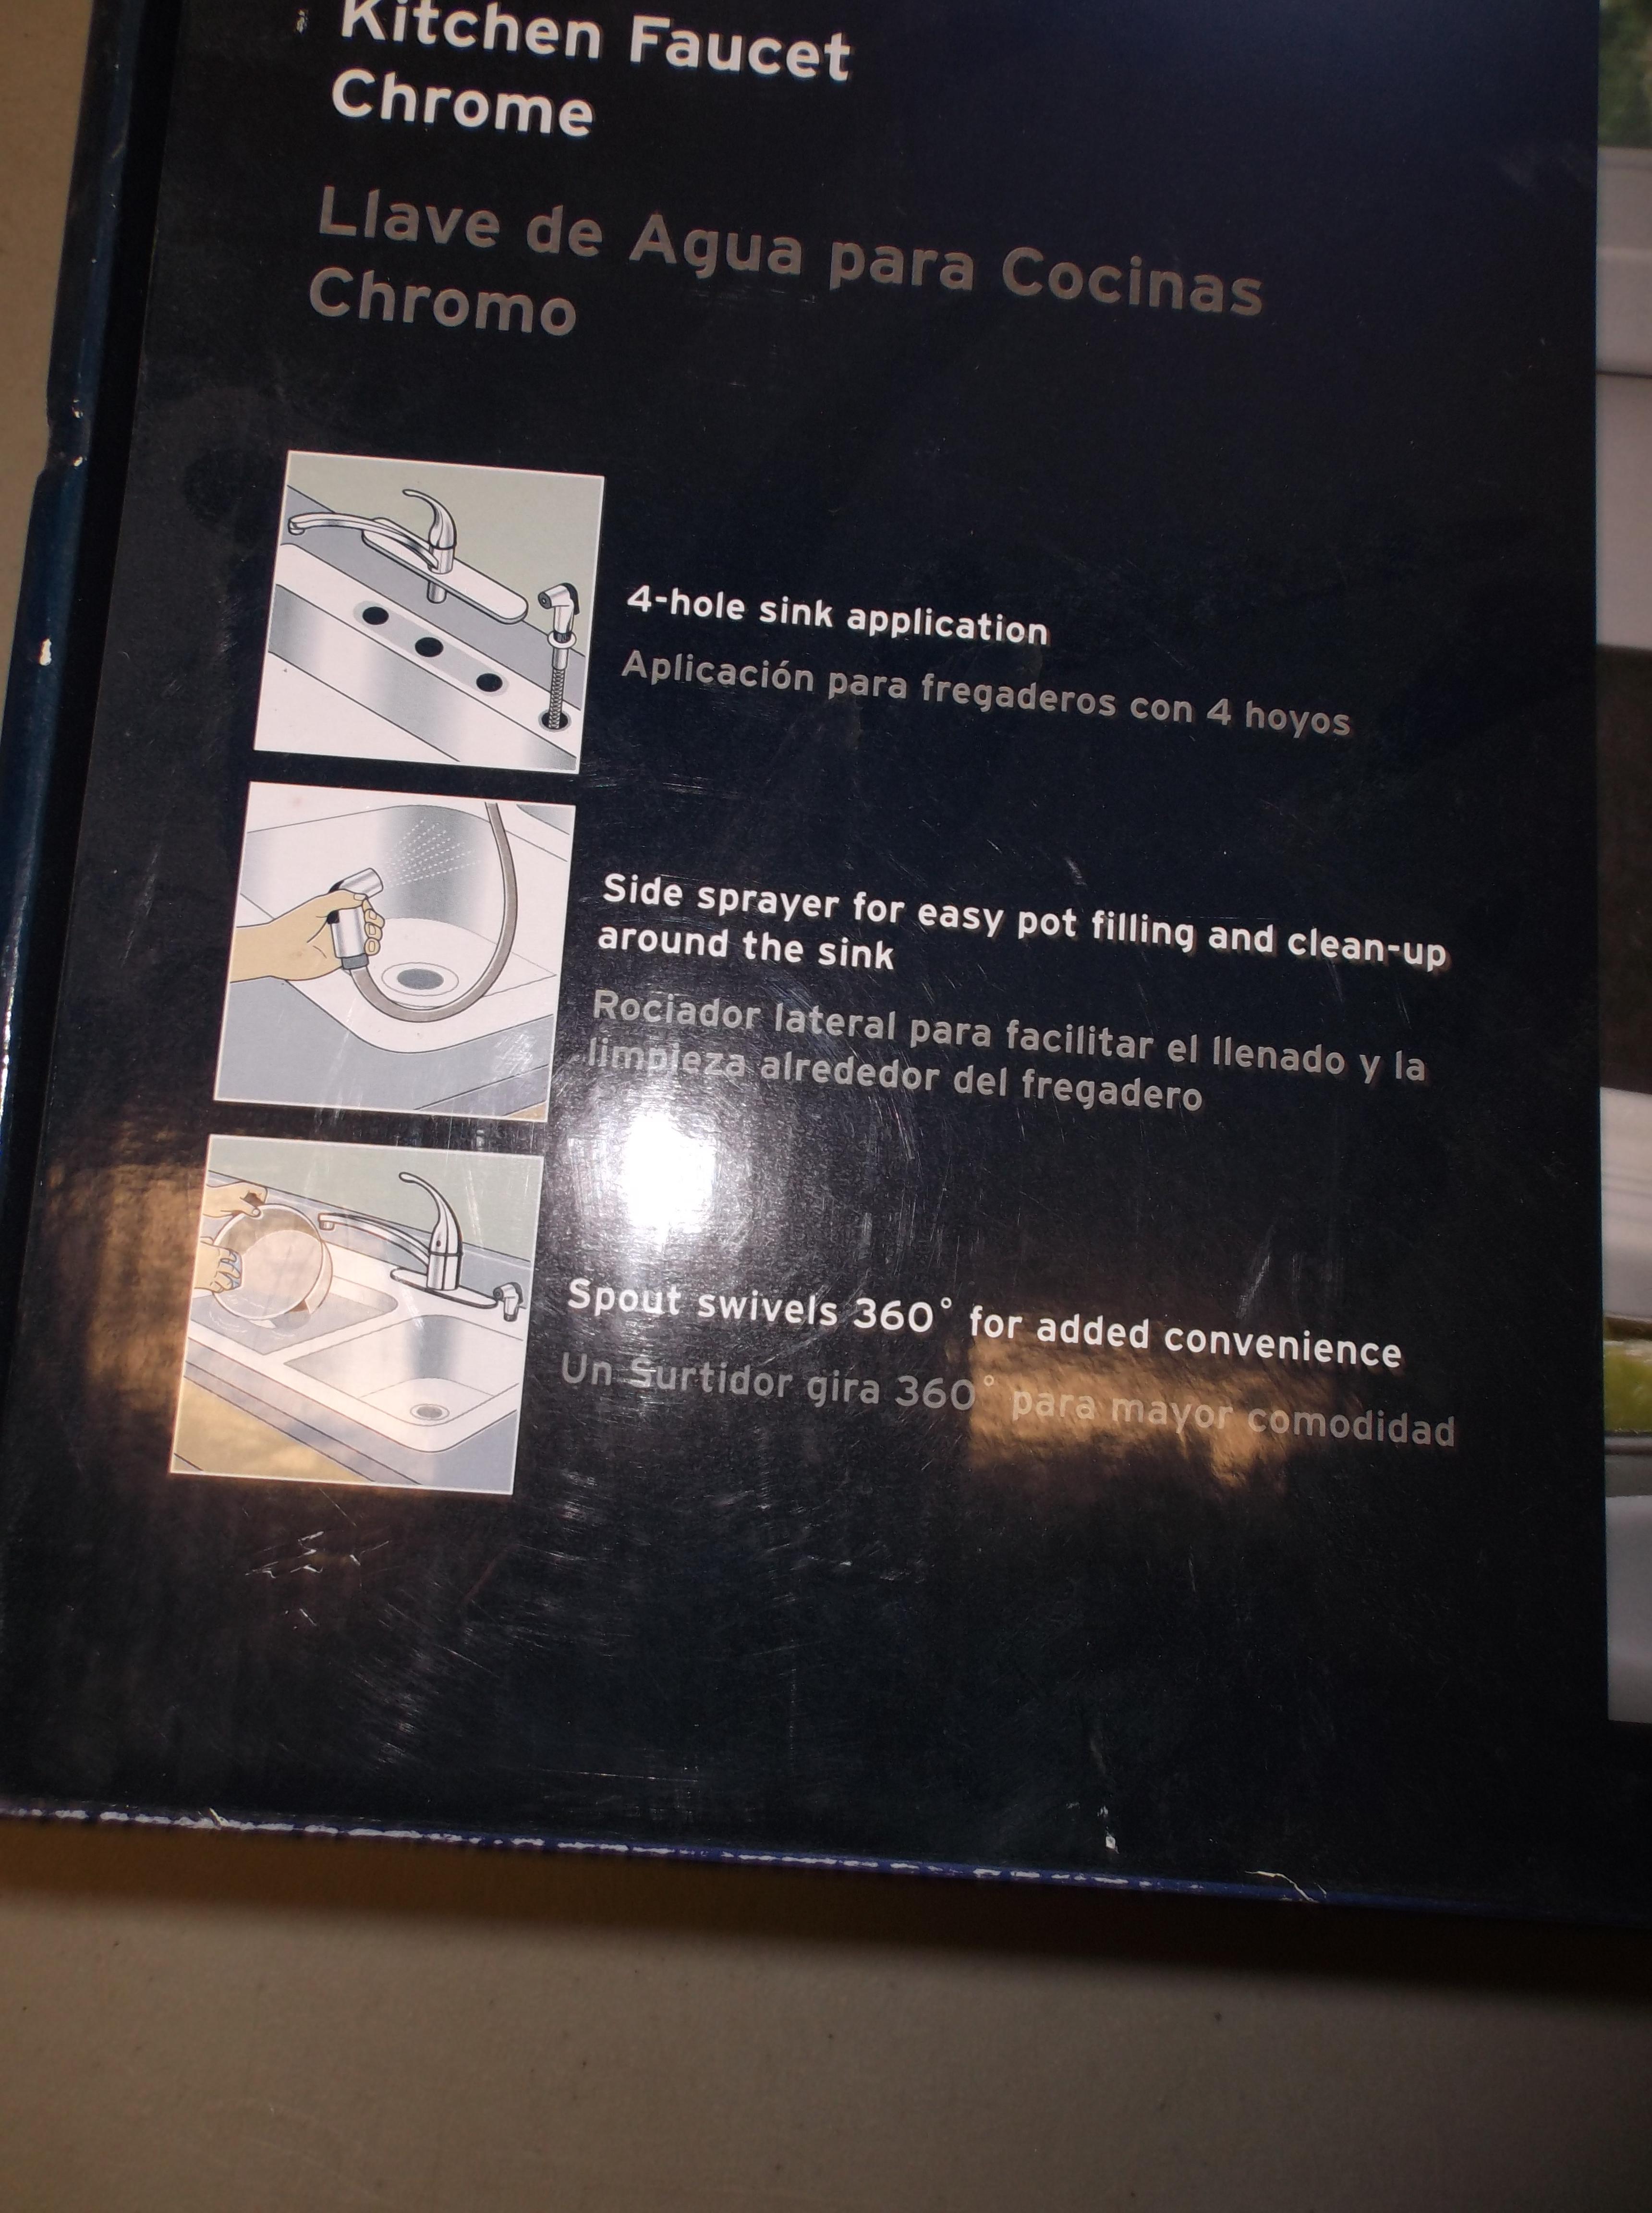 Kitchen Faucet
Chrome
Llave de Agua para Cocinas
Chromo
4-hole sink application
Aplicación para fregaderos con 4 hoyos
Side sprayer for easy pot filling and clean-up
around the sink
Rociador lateral para facilitar el llenado y la
limpieza alrededor del fregadero
Spout swivels 360° for added convenience
Un Surtidor gira 360° para mayor comodidad